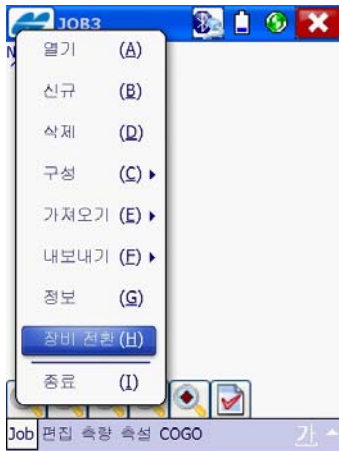 JOB3
N
열기 (A)
신규 (B)
삭제 (D)
구성 (C)
가져오기 (E)
내보내기 (F)
정보 (G)
장비 전환 (H)
종료 (I)
Job 편집 측량 측설 COGO 가